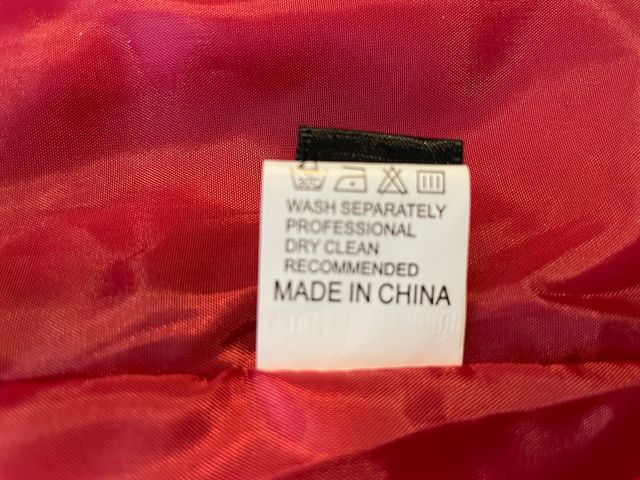 WASH SEPARATELY
PROFESSIONAL
DRY CLEAN
RECOMMENDED
MADE IN CHINA